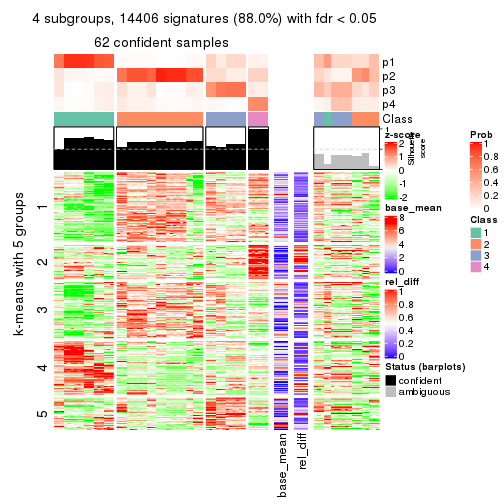 4 subgroups, 14406 signatures (88.0%) with fdr < 0.05
62 confident samples
p1
p2
p3
p4
Class
1
Silhouette
score
z-score
2
0
-2
base_mean
8
6
4
2
0
rel_diff
1
0.8
0.6
0.4
0.2
0
Status (barplots)
confident
ambiguous
Prob
1
0.8
0.6
0.4
0.2
0
Class
1
2
3
4
k-means with 5 groups
1
2
3
4
5
base_mean
rel_diff